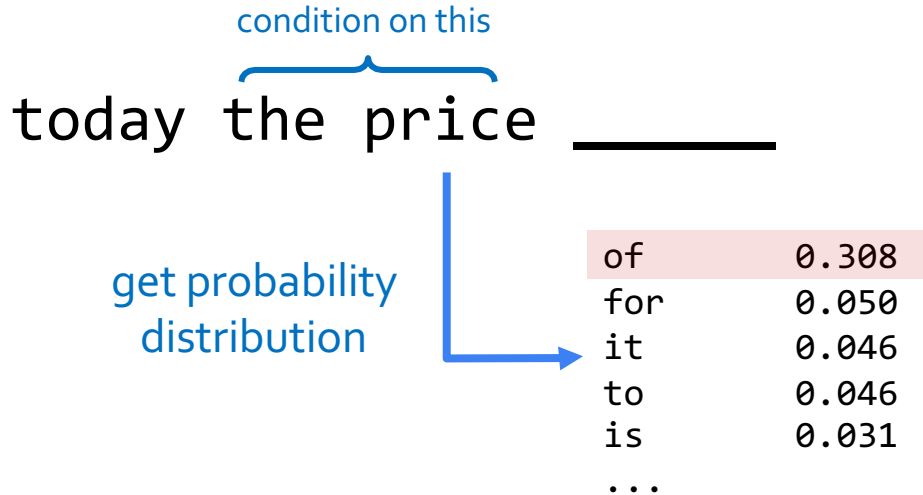 condition on this
today the price ______
get probability
distribution
of 0.308
for 0.050
it 0.046
to 0.046
is 0.031
...